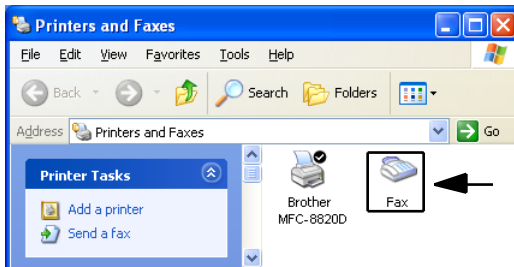 Printers and Faxes
File Edit View Favorites Tools Help
Back Search Folders
Address Printers and Faxes Go
Printer Tasks
Add a printer
Send a fax
Brother
MFC-8820D
Fax